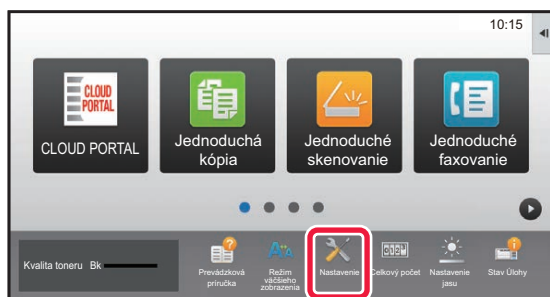 10:15
CLOUD
PORTAL
CLOUD PORTAL
Jednoduchá
kópia
Jednoduché
skenovanie
Jednoduché
faxovanie
Kvalita toneru Bk
Prevádzková
príručka
Režim
väčšieho
zobrazenia
Nastavenie
Celkový počet
Nastavenie
jasu
Stav Úlohy